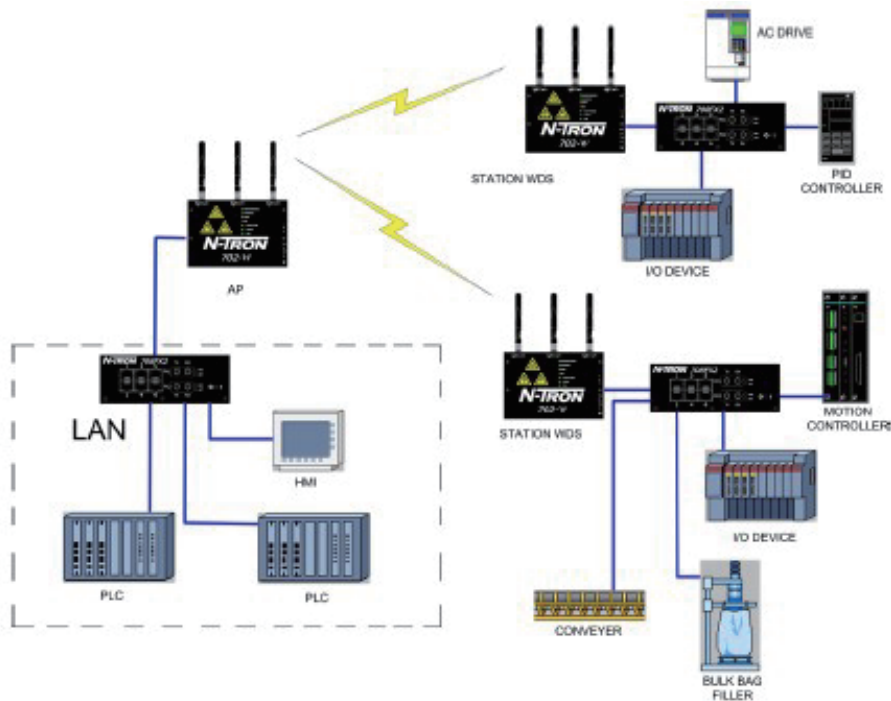 AC DRIVE
N-TRON
702-W
N-TRON
STATION WDS
PID
CONTROLLER
I/O DEVICE
N-TRON
702-W
AP
N-TRON
LAN
HMI
PLC
PLC
N-TRON
702-W
STATION WDS
N-TRON
MOTION
CONTROLLER
I/O DEVICE
CONVEYER
BULK BAG
FILLER